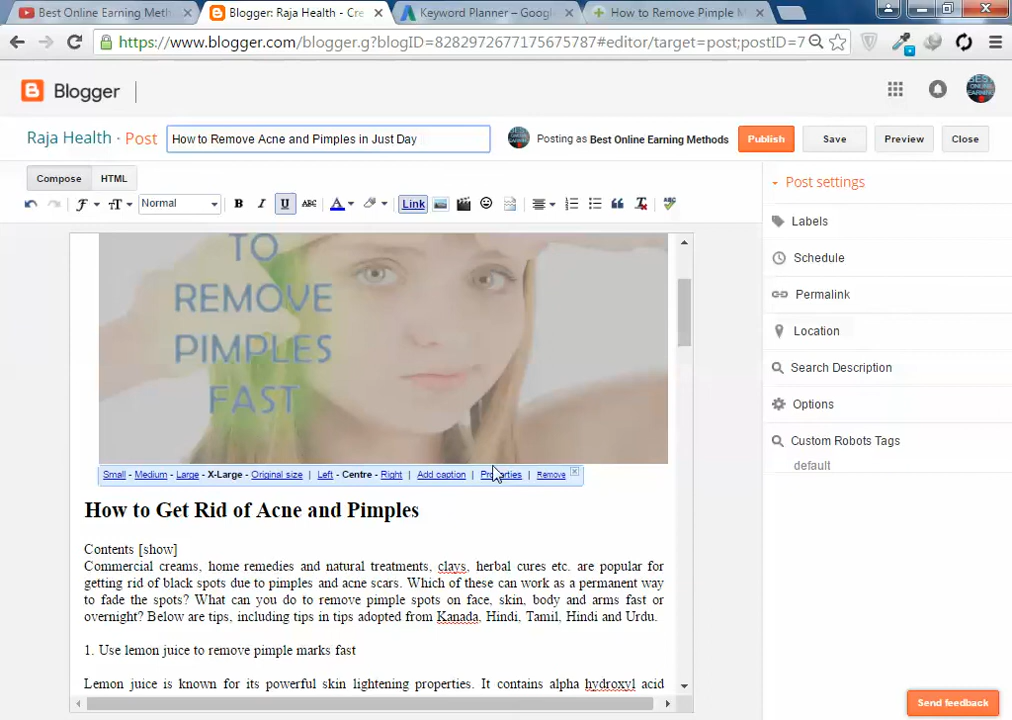 Best Online Earning Meth
Blogger: Raja Health - Cre
Keyword Planner – Googl
How to Remove Pimple M
https://www.blogger.com/blogger.g?blogID=8282972677175675787#editor/target=post;postID=7
Blogger
Raja Health · Post
How to Remove Acne and Pimples in Just Day
Posting as Best Online Earning Methods
Publish
Save
Preview
Close
Compose
HTML
Normal
B
I
U
ABC
A
Link
Post settings
Labels
Schedule
Permalink
Location
Search Description
Options
Custom Robots Tags
default
TO
REMOVE
PIMPLES
FAST
Small - Medium - Large - X-Large - Original size | Left - Centre - Right | Add caption | Properties | Remove
How to Get Rid of Acne and Pimples
Contents [show]
Commercial creams, home remedies and natural treatments, clays, herbal cures etc. are popular for
getting rid of black spots due to pimples and acne scars. Which of these can work as a permanent way
to fade the spots? What can you do to remove pimple spots on face, skin, body and arms fast or
overnight? Below are tips, including tips in tips adopted from Kanada, Hindi, Tamil, Hindi and Urdu.
1. Use lemon juice to remove pimple marks fast
Lemon juice is known for its powerful skin lightening properties. It contains alpha hydroxyl acid
Send feedback